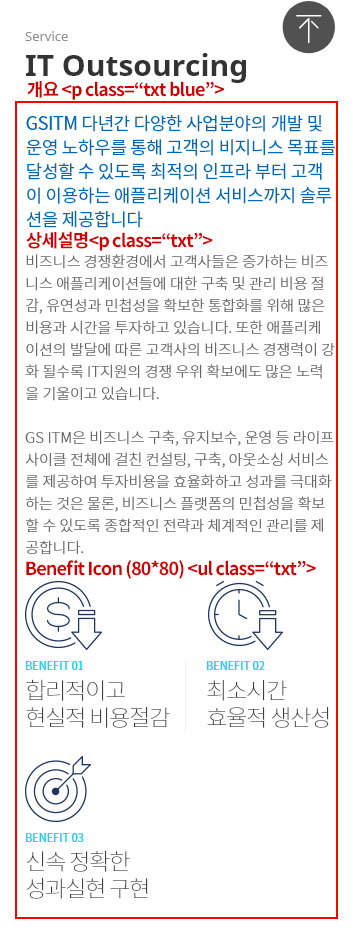 Service
IT Outsourcing
개요 <p class=“txt blue”>
GSITM 다년간 다양한 사업분야의 개발 및
운영 노하우를 통해 고객의 비지니스 목표를
달성할 수 있도록 최적의 인프라 부터 고객
이 이용하는 애플리케이션 서비스까지 솔루
션을 제공합니다
상세설명<p class=“txt”>
비즈니스 경쟁환경에서 고객사들은 증가하는 비즈
니스 애플리케이션들에 대한 구축 및 관리 비용 절
감, 유연성과 민첩성을 확보한 통합화를 위해 많은
비용과 시간을 투자하고 있습니다. 또한 애플리케
이션의 발달에 따른 고객사의 비즈니스 경쟁력이 강
화 될수록 IT지원의 경쟁 우위 확보에도 많은 노력
을 기울이고 있습니다.
GS ITM은 비즈니스 구축, 유지보수, 운영 등 라이프
사이클 전체에 걸친 컨설팅, 구축, 아웃소싱 서비스
를 제공하여 투자비용을 효율화하고 성과를 극대화
하는 것은 물론, 비즈니스 플랫폼의 민첩성을 확보
할 수 있도록 종합적인 전략과 체계적인 관리를 제
공합니다.
Benefit Icon (80*80) <ul class=“txt”>
BENEFIT 01
합리적이고
현실적 비용절감
BENEFIT 02
최소시간
효율적 생산성
BENEFIT 03
신속 정확한
성과실현 구현